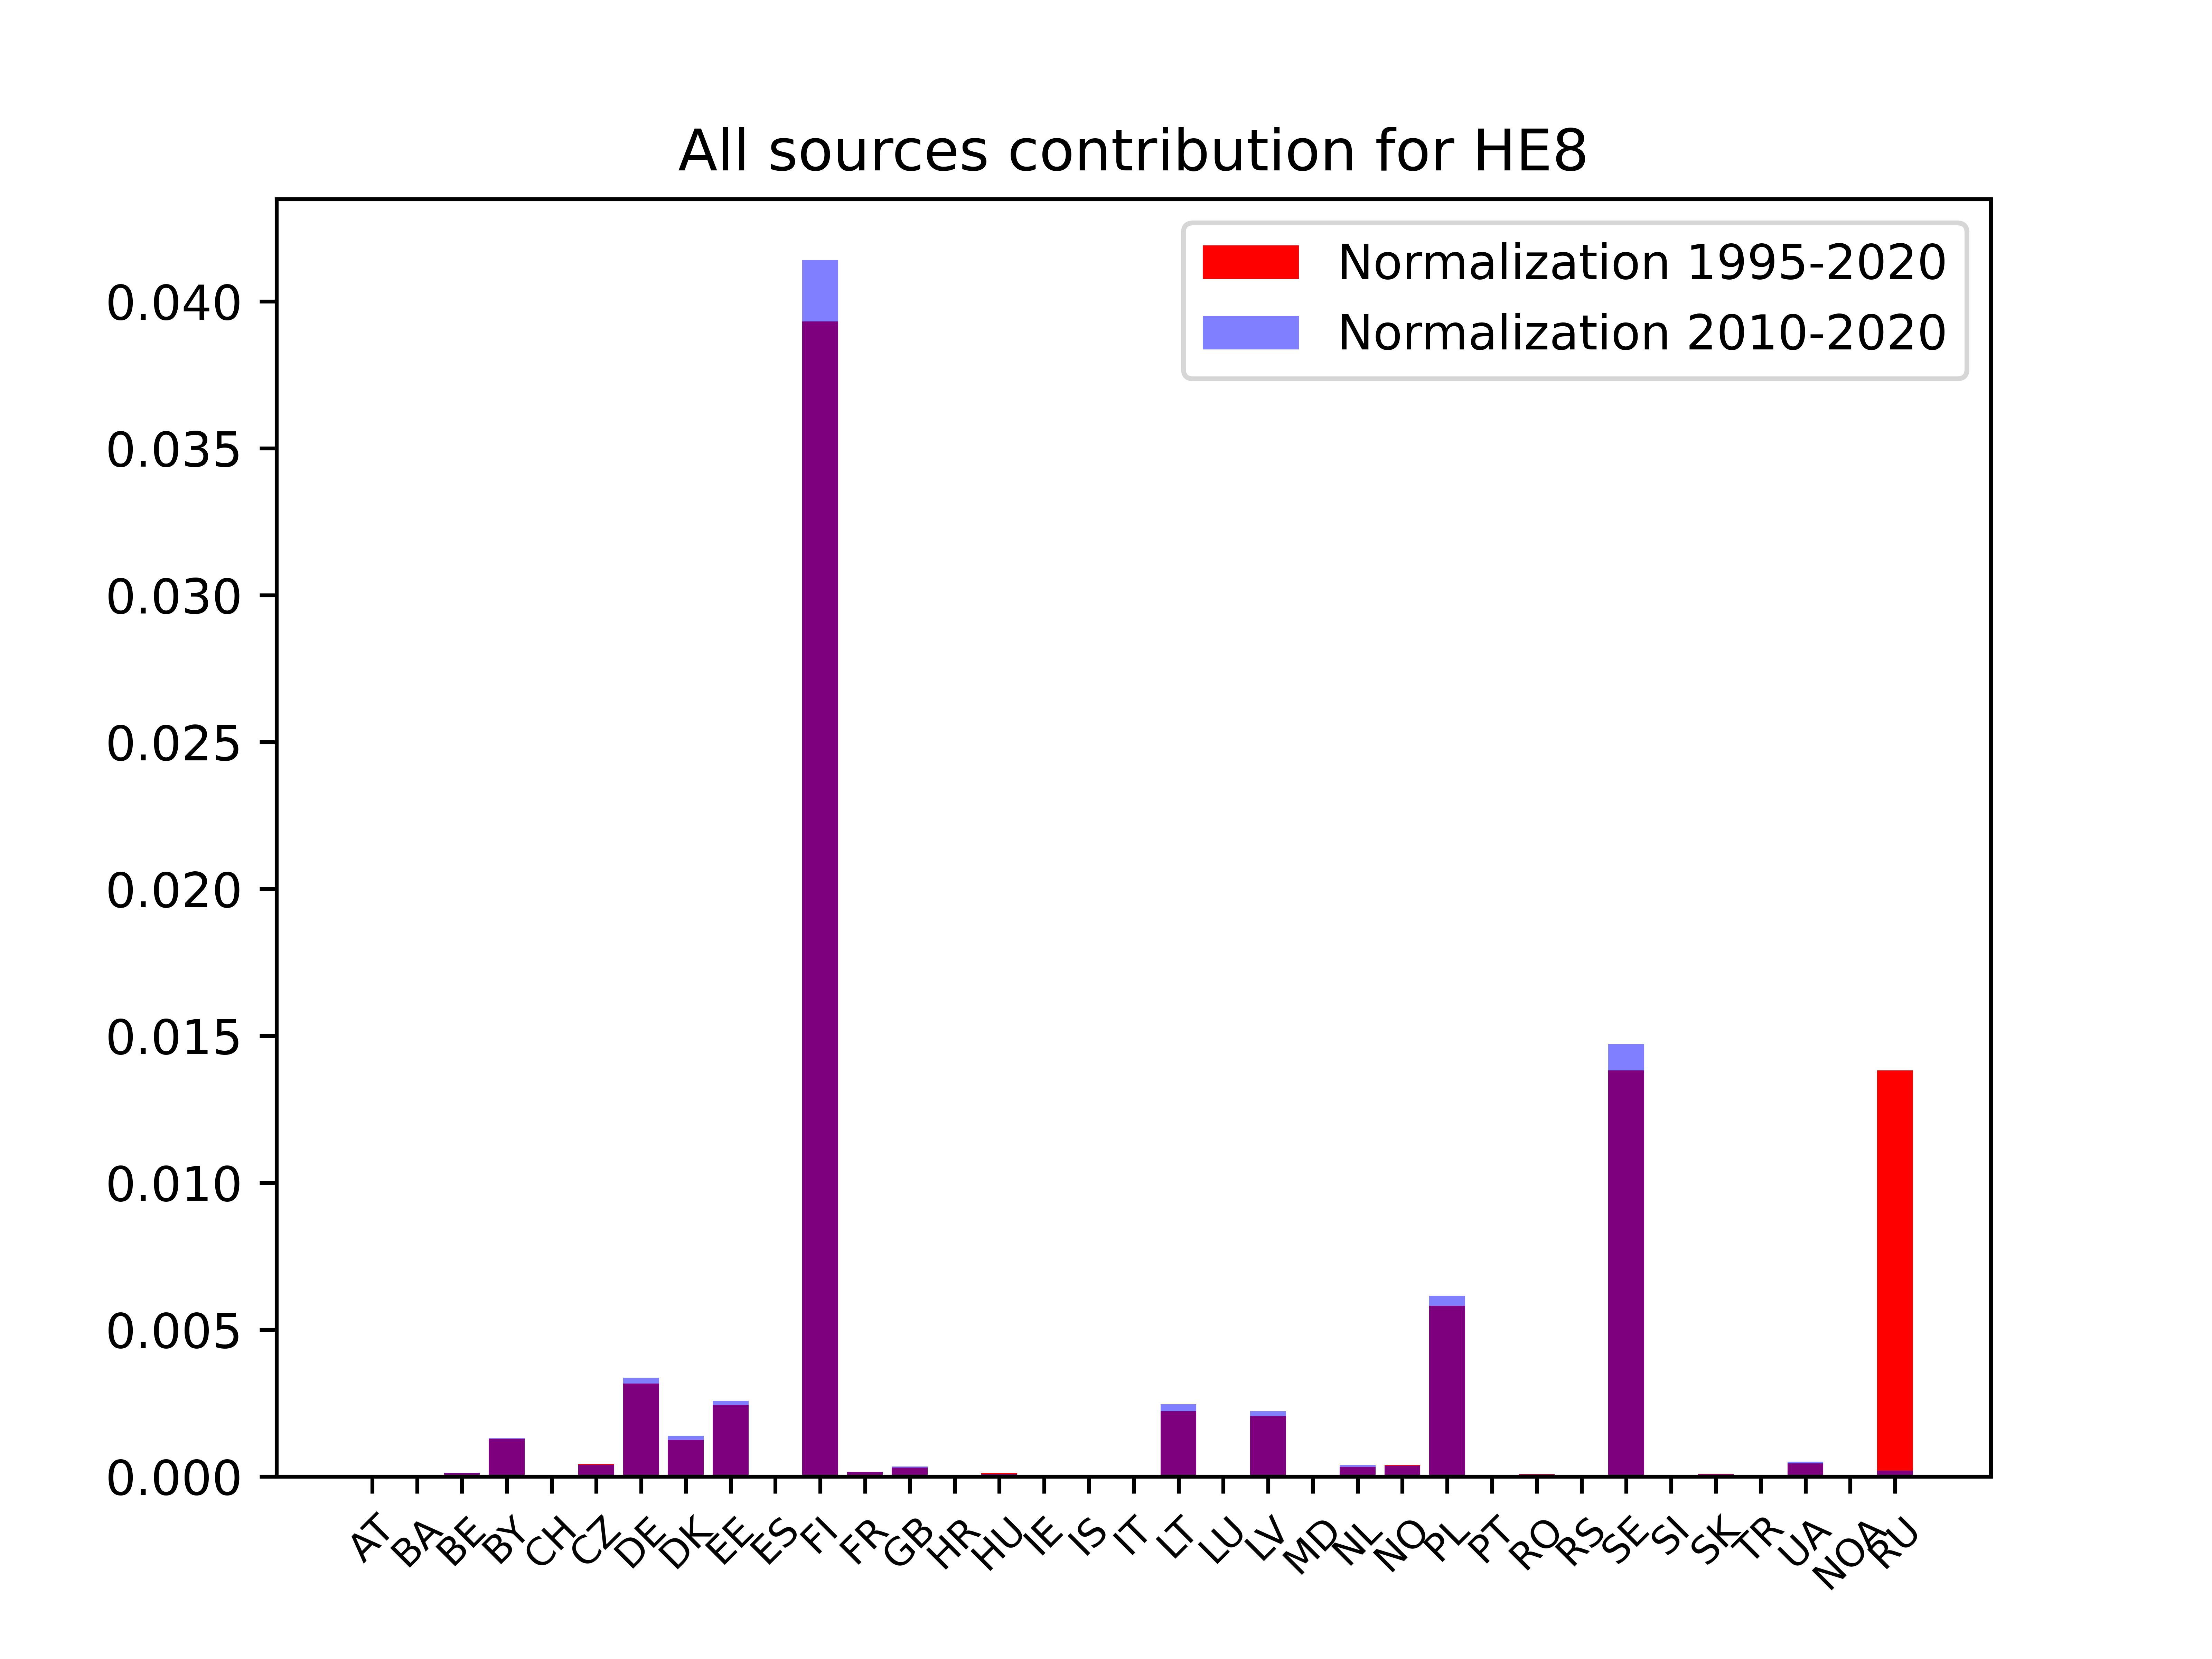 All sources contribution for HE8
Normalization 1995-2020
Normalization 2010-2020
0.040
0.035
0.030
0.025
0.020
0.015
0.010
0.005
0.000
AT BA BE BY CH CZ DE DK EE ES FI FR GB HR HU IE IS IT LT LU LV MD NL NO PL PT RO RS SE SI SK TR UA NOA RU